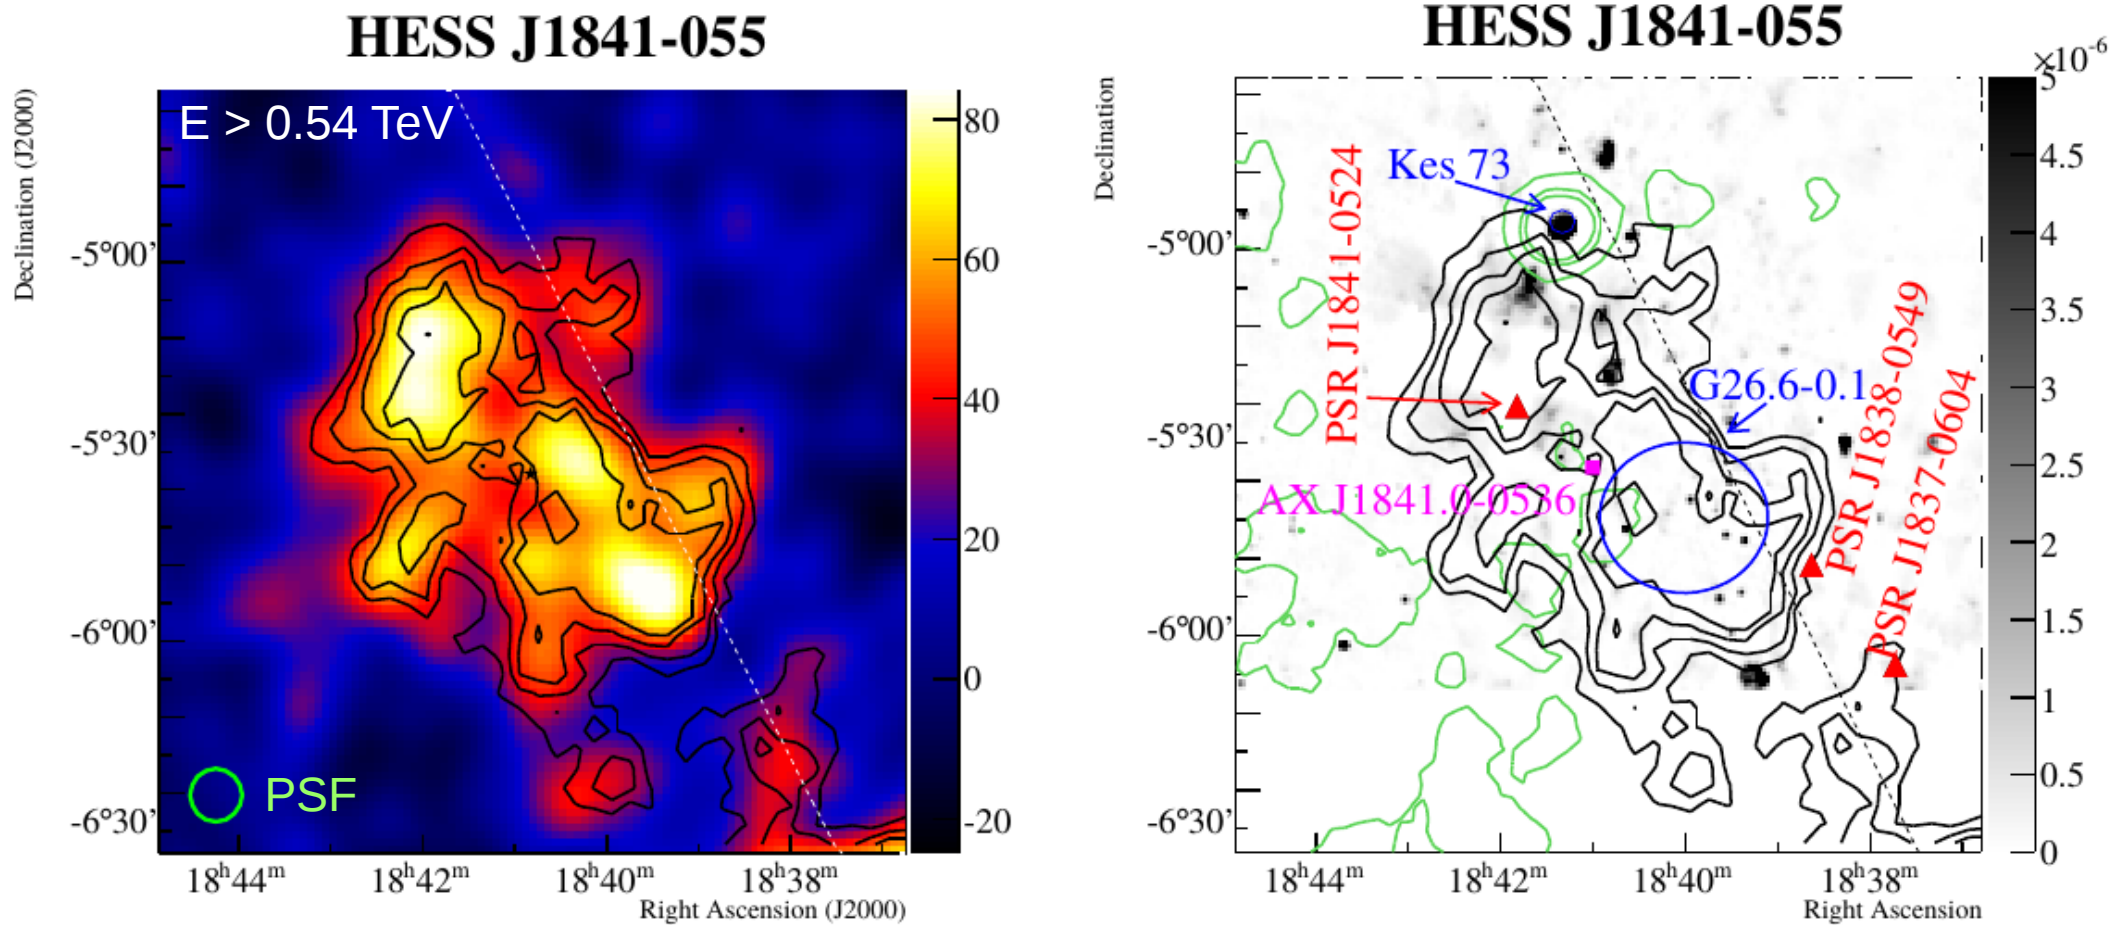 HESS J1841-055
Declination (J2000)
E > 0.54 TeV
-5°00'
-5°30'
-6°00'
-6°30'
PSF
80
60
40
20
0
-20
18ʰ44ᵐ
18ʰ42ᵐ
18ʰ40ᵐ
18ʰ38ᵐ
Right Ascension (J2000)
HESS J1841-055
Declination
×10⁻⁶
Kes 73
PSR J1841-0524
G26.6-0.1
PSR J1838-0549
PSR J1837-0604
AX J1841.0-0536
-5°00'
-5°30'
-6°00'
-6°30'
5
4.5
4
3.5
3
2.5
2
1.5
1
0.5
0
18ʰ44ᵐ
18ʰ42ᵐ
18ʰ40ᵐ
18ʰ38ᵐ
Right Ascension